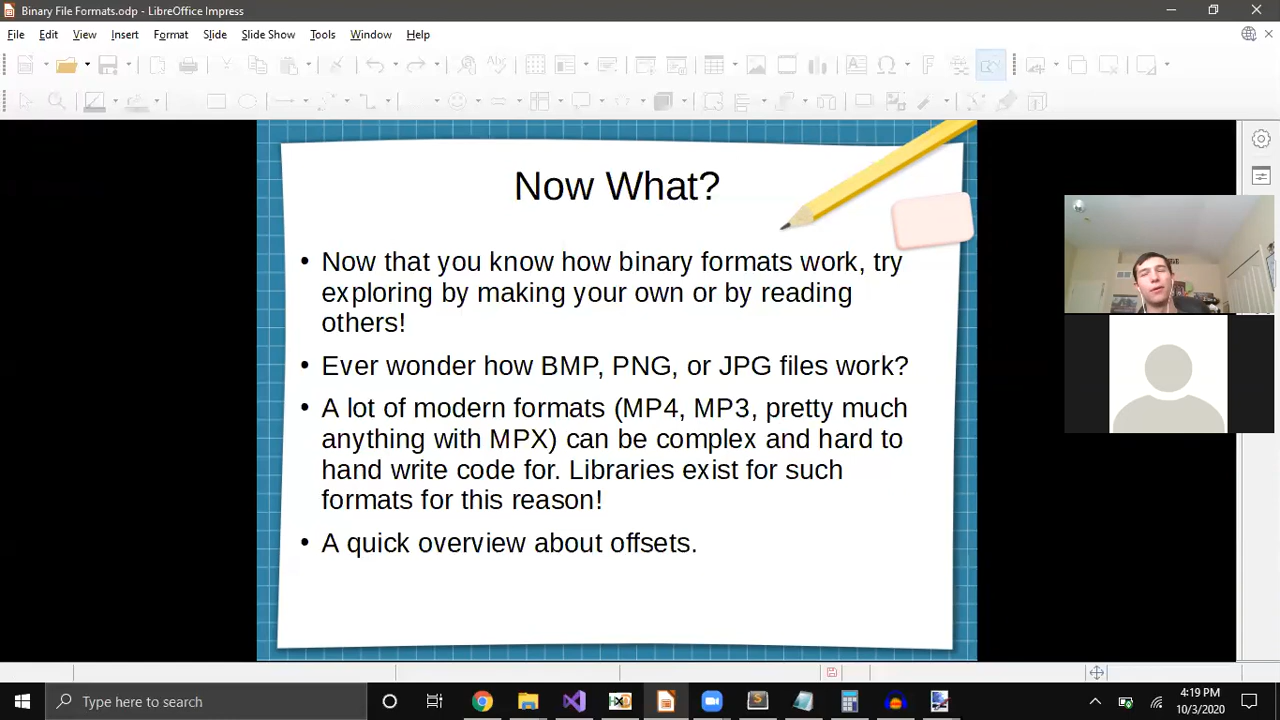 Binary File Formats.odp - LibreOffice Impress
File Edit View Insert Format Slide Slide Show Tools Window Help
Now What?
• Now that you know how binary formats work, try
exploring by making your own or by reading
others!
• Ever wonder how BMP, PNG, or JPG files work?
• A lot of modern formats (MP4, MP3, pretty much
anything with MPX) can be complex and hard to
hand write code for. Libraries exist for such
formats for this reason!
• A quick overview about offsets.
Type here to search
4:19 PM
10/3/2020